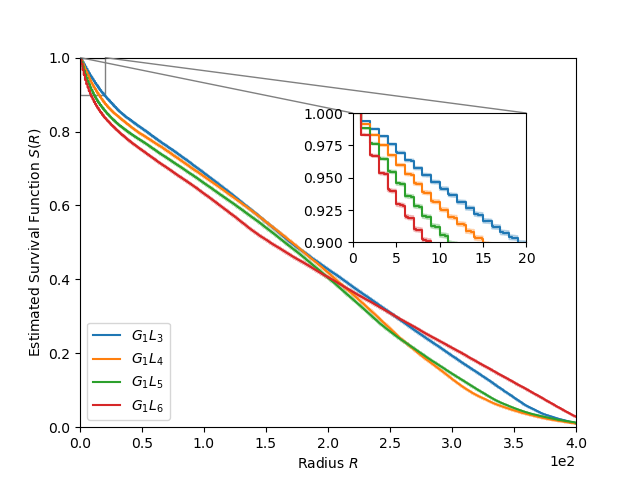 1.0
0.8
0.6
0.4
0.2
0.0
Estimated Survival Function S(R)
1.000
0.975
0.950
0.925
0.900
0 5 10 15 20
G₁L₃
G₁L₄
G₁L₅
G₁L₆
0.0 0.5 1.0 1.5 2.0 2.5 3.0 3.5 4.0
Radius R
1e2